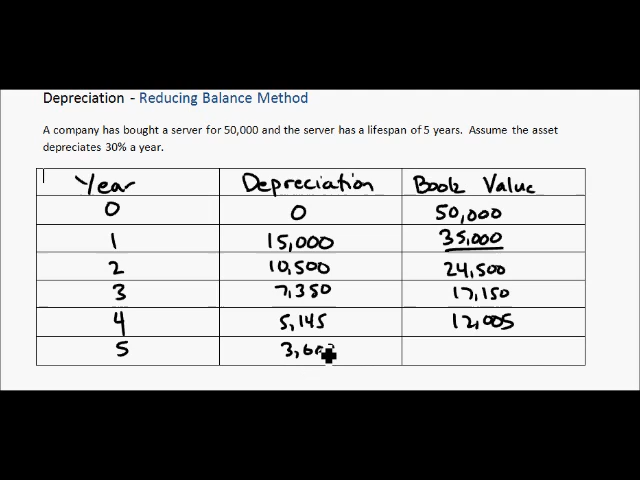 Depreciation - Reducing Balance Method
A company has bought a server for 50,000 and the server has a lifespan of 5 years. Assume the asset
depreciates 30% a year.
Year Depreciation Book Value
0 0 50,000
1 15,000 35,000
2 10,500 24,500
3 7,350 17,150
4 5,145 12,005
5